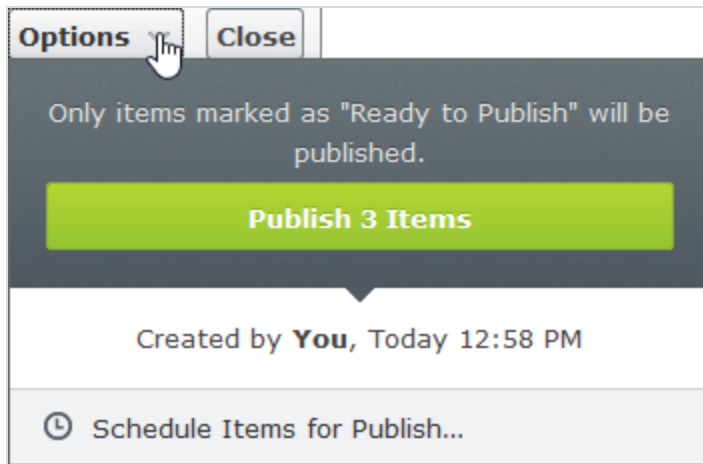 Options Close
Only items marked as "Ready to Publish" will be
published.
Publish 3 Items
Created by You, Today 12:58 PM
Schedule Items for Publish...